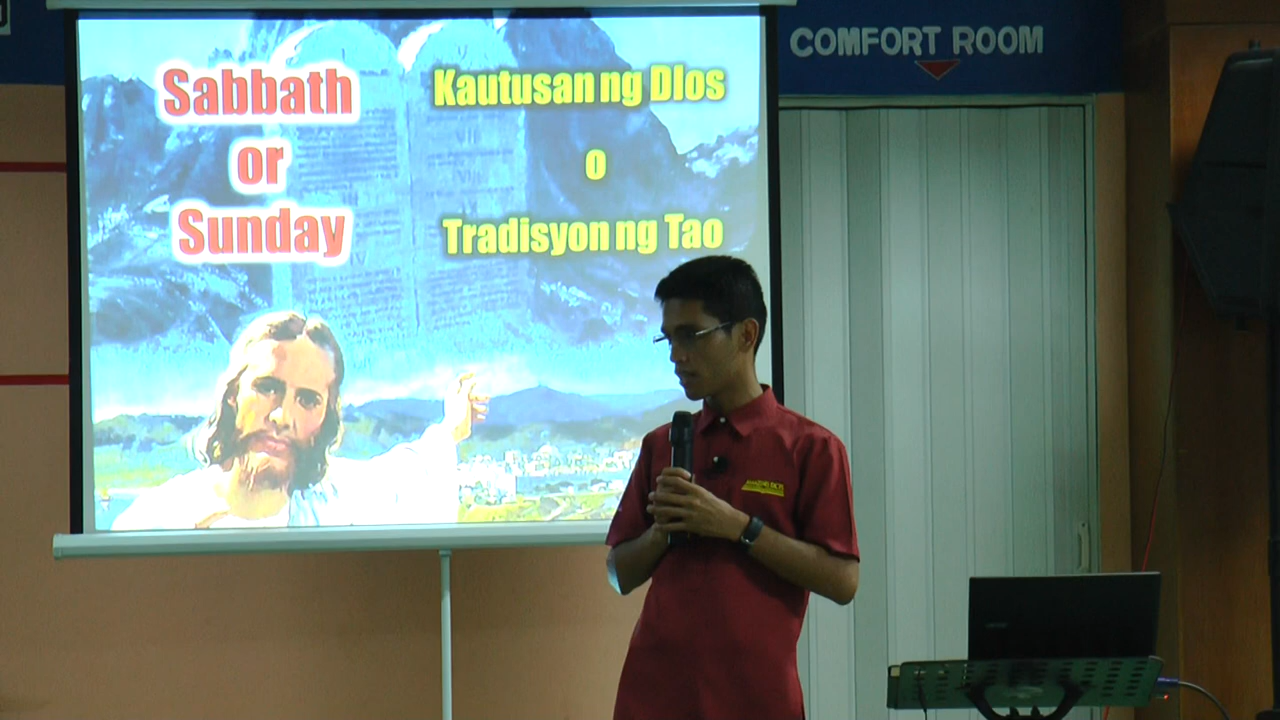 Sabbath
or
Sunday
Kautusan ng DIos
o
Tradisyon ng Tao
COMFORT ROOM